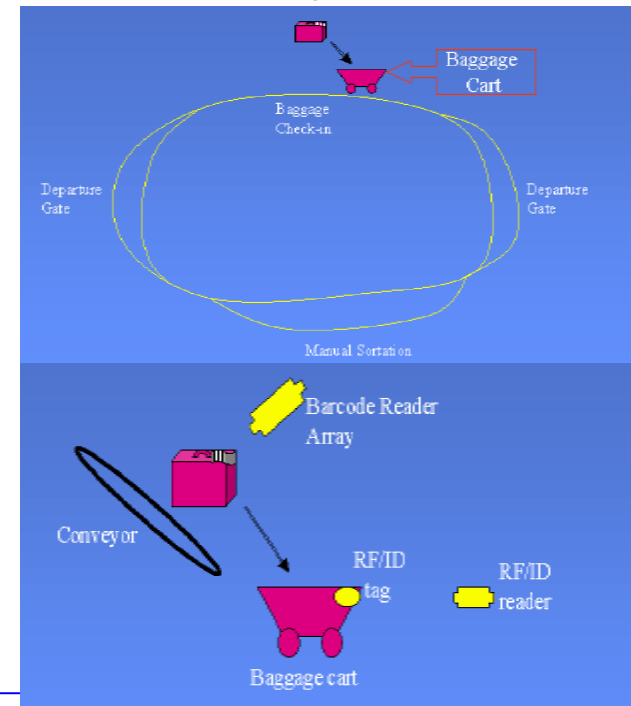 Baggage
Cart
Baggage
Check-in
Departure
Gate
Departure
Gate
Manual Sortation
Barcode Reader
Array
Conveyor
RF/ID
tag
RF/ID
reader
Baggage cart